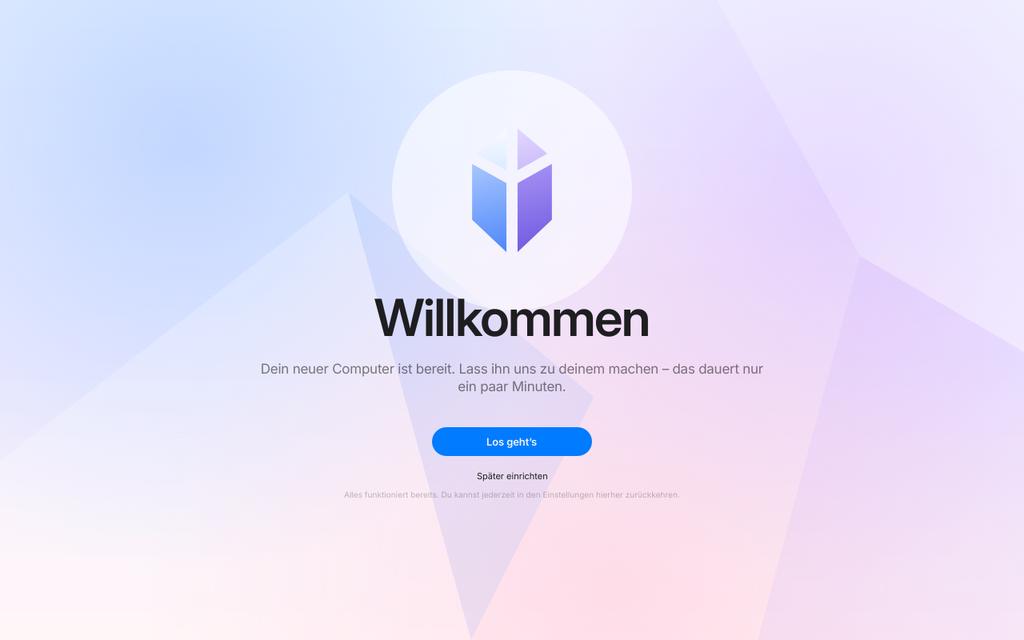 Willkommen
Dein neuer Computer ist bereit. Lass ihn uns zu deinem machen – das dauert nur
ein paar Minuten.
Los geht's
Später einrichten
Alles funktioniert bereits. Du kannst jederzeit in den Einstellungen hierher zurückkehren.